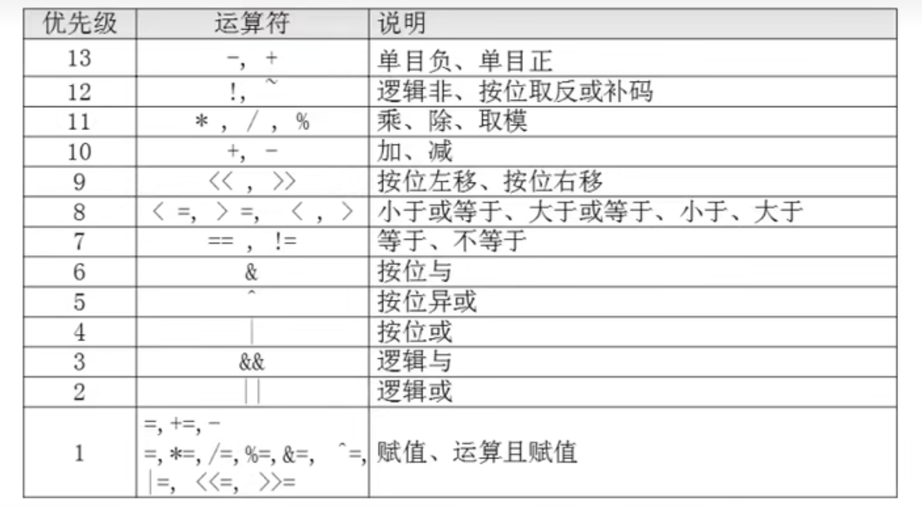 优先级 运算符 说明
13 -, + 单目负、单目正
12 !, ~ 逻辑非、按位取反或补码
11 * , / , % 乘、除、取模
10 +, - 加、减
9 << , >> 按位左移、按位右移
8 < =, > =, < , > 小于或等于、大于或等于、小于、大于
7 == , != 等于、不等于
6 & 按位与
5 ^ 按位异或
4 | 按位或
3 && 逻辑与
2 || 逻辑或
=,+=,-
1 =,*=,/=,%=,&=, ^=, 赋值、运算且赋值
|=, <<=, >>=